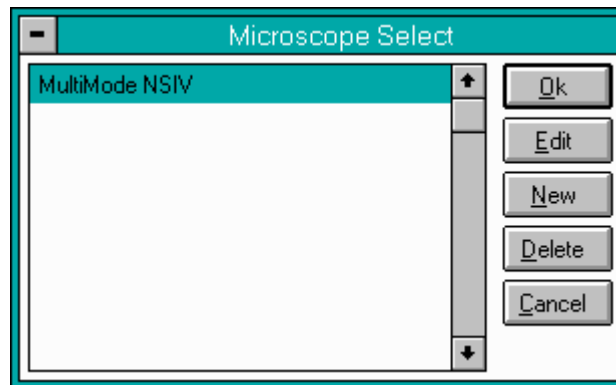 Microscope Select
MultiMode NSIV
Ok
Edit
New
Delete
Cancel